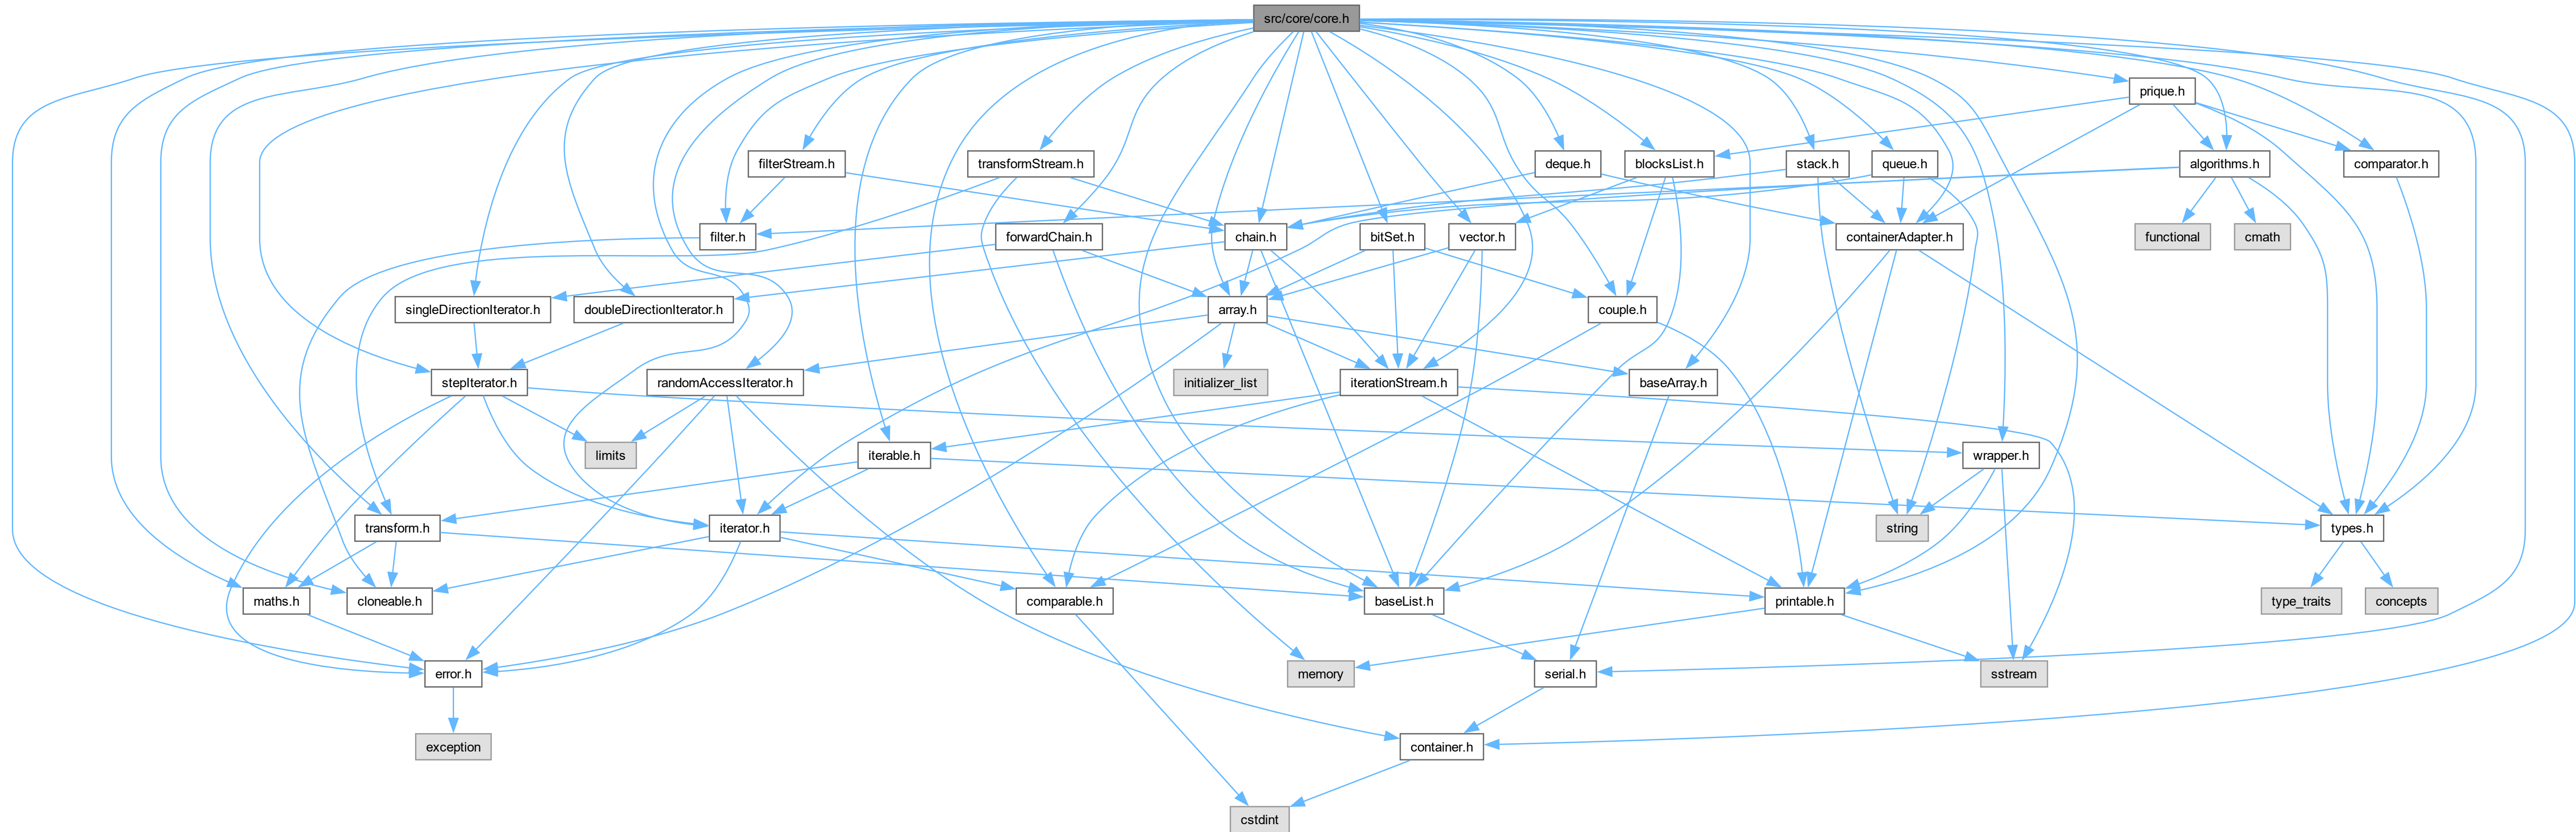 src/core/core.h
prique.h
filterStream.h
transformStream.h
deque.h
blocksList.h
stack.h
queue.h
algorithms.h
comparator.h
filter.h
forwardChain.h
chain.h
bitSet.h
vector.h
containerAdapter.h
functional
cmath
singleDirectionIterator.h
doubleDirectionIterator.h
array.h
couple.h
stepIterator.h
randomAccessIterator.h
initializer_list
iterationStream.h
baseArray.h
limits
iterable.h
wrapper.h
transform.h
iterator.h
string
types.h
maths.h
cloneable.h
comparable.h
baseList.h
printable.h
type_traits
concepts
error.h
memory
serial.h
sstream
exception
container.h
cstdint